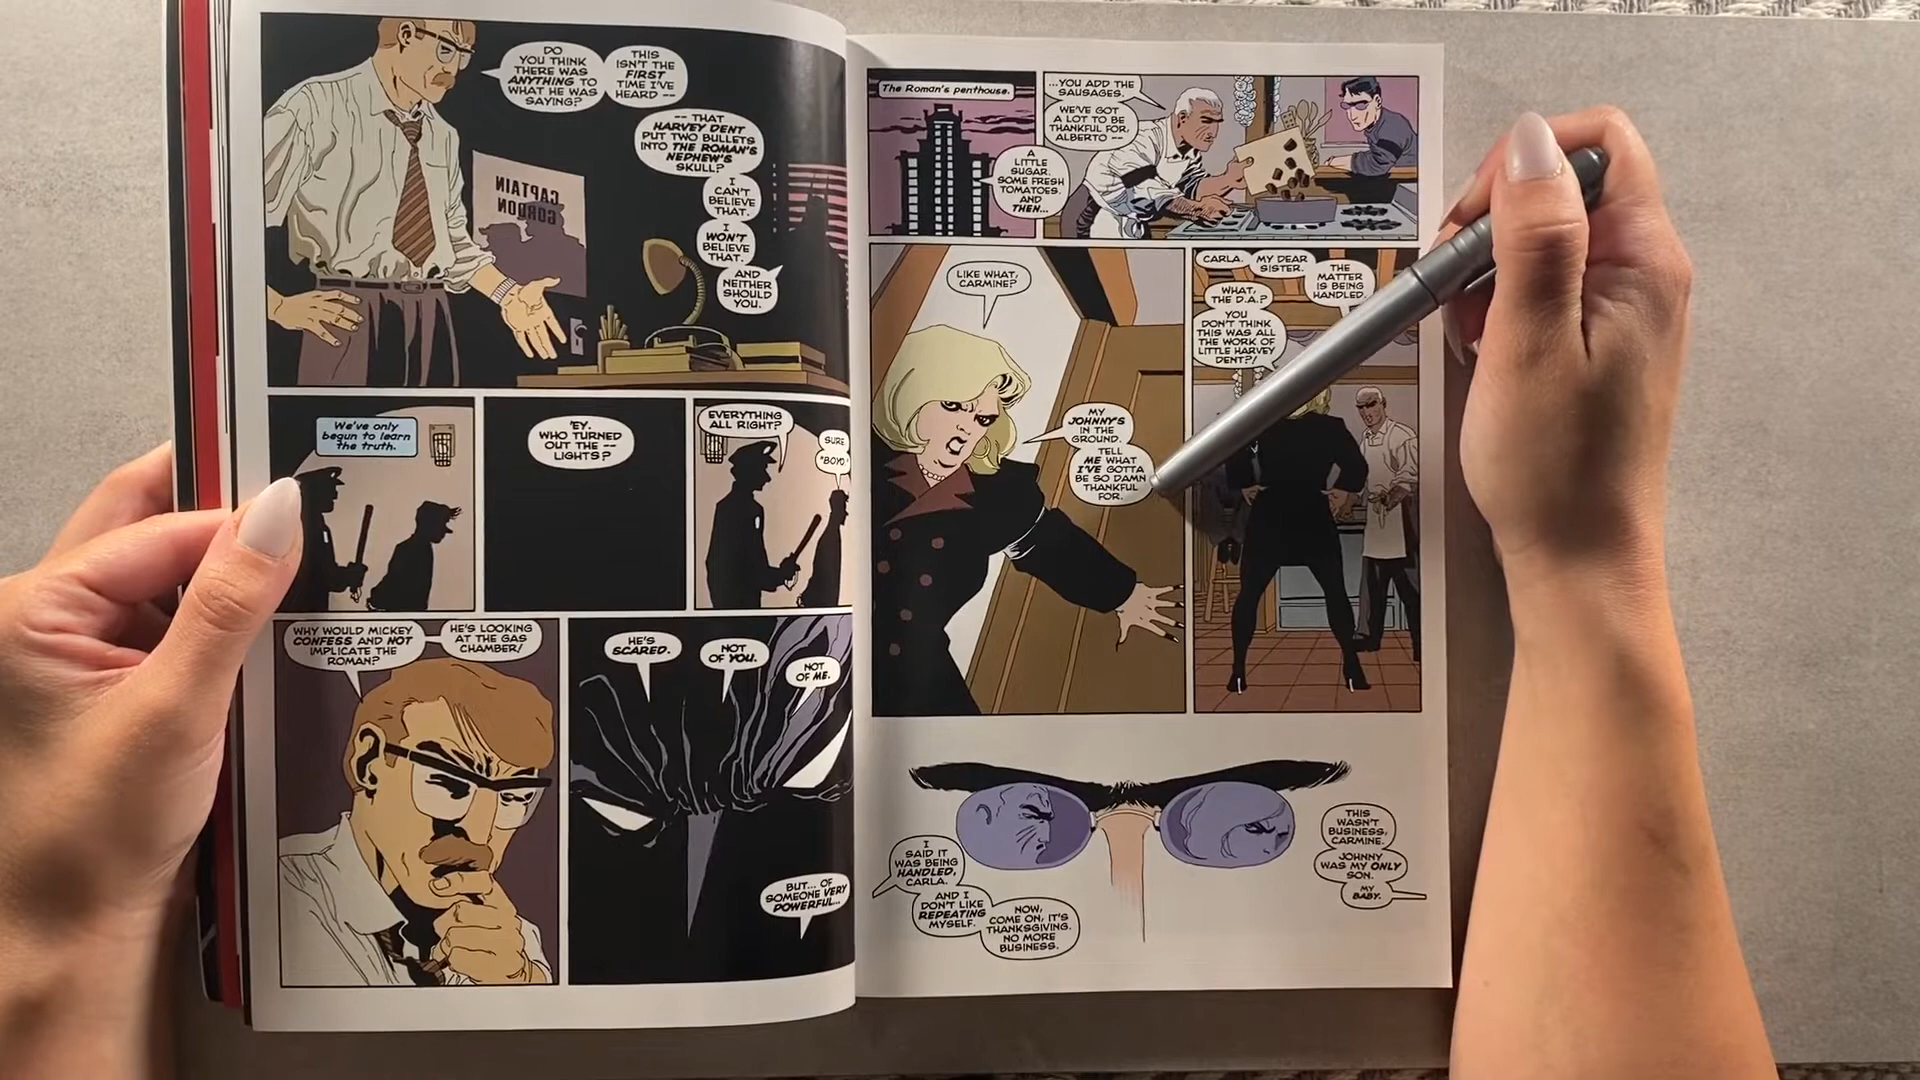 DO
YOU THINK
THERE WAS
ANYTHING TO
WHAT HE WAS
SAYING?
THIS
ISN'T THE
FIRST
TIME I'VE
HEARD --
-- THAT
HARVEY DENT
PUT TWO BULLETS
INTO THE ROMAN'S
NEPHEW'S
SKULL?
I
CAN'T
BELIEVE
THAT.
I
WON'T
BELIEVE
THAT.
AND
NEITHER
SHOULD
YOU.
CAPTAIN
GORDON
We've only
begun to learn
the truth.
'EY.
WHO TURNED
OUT THE --
LIGHTS?
EVERYTHING
ALL RIGHT?
SURE
"BOYO."
WHY WOULD MICKEY
CONFESS AND NOT
IMPLICATE THE
ROMAN?
HE'S LOOKING
AT THE GAS
CHAMBER!
HE'S
SCARED.
NOT
OF YOU.
NOT
OF ME.
BUT... OF
SOMEONE VERY
POWERFUL...
The Roman's penthouse.
A
LITTLE
SUGAR.
SOME FRESH
TOMATOES.
AND
THEN...
...YOU ADD THE
SAUSAGES.
WE'VE GOT
A LOT TO BE
THANKFUL FOR,
ALBERTO --
LIKE WHAT,
CARMINE?
MY
JOHNNY'S
IN THE
GROUND.
TELL
ME WHAT
I'VE GOTTA
BE SO DAMN
THANKFUL
FOR.
CARLA.
MY DEAR
SISTER.
THE
MATTER
IS BEING
HANDLED.
WHAT,
THE D.A.?
YOU
DON'T THINK
THIS WAS ALL
THE WORK OF
LITTLE HARVEY
DENT?!
I
SAID IT
WAS BEING
HANDLED,
CARLA.
AND I
DON'T LIKE
REPEATING
MYSELF.
NOW,
COME ON, IT'S
THANKSGIVING.
NO MORE
BUSINESS.
THIS
WASN'T
BUSINESS,
CARMINE.
JOHNNY
WAS MY ONLY
SON.
MY
BABY.